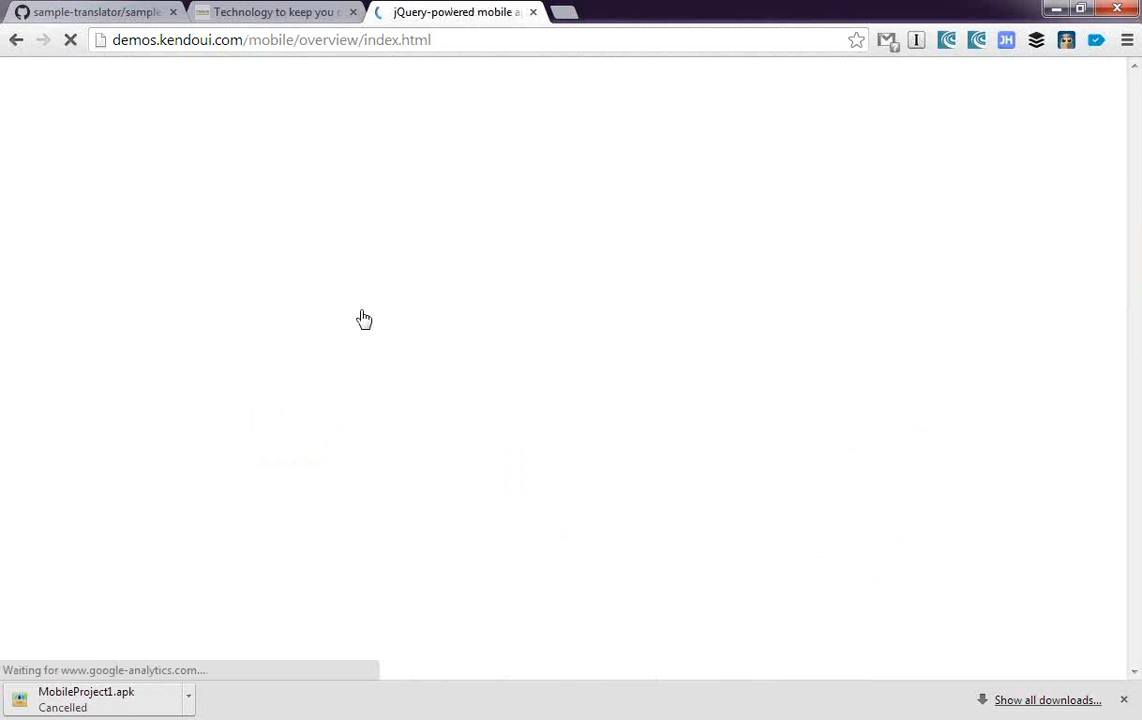 sample-translator/sample
Technology to keep you
jQuery-powered mobile a
demos.kendoui.com/mobile/overview/index.html
I
JH
Waiting for www.google-analytics.com...
MobileProject1.apk
Cancelled
Show all downloads...